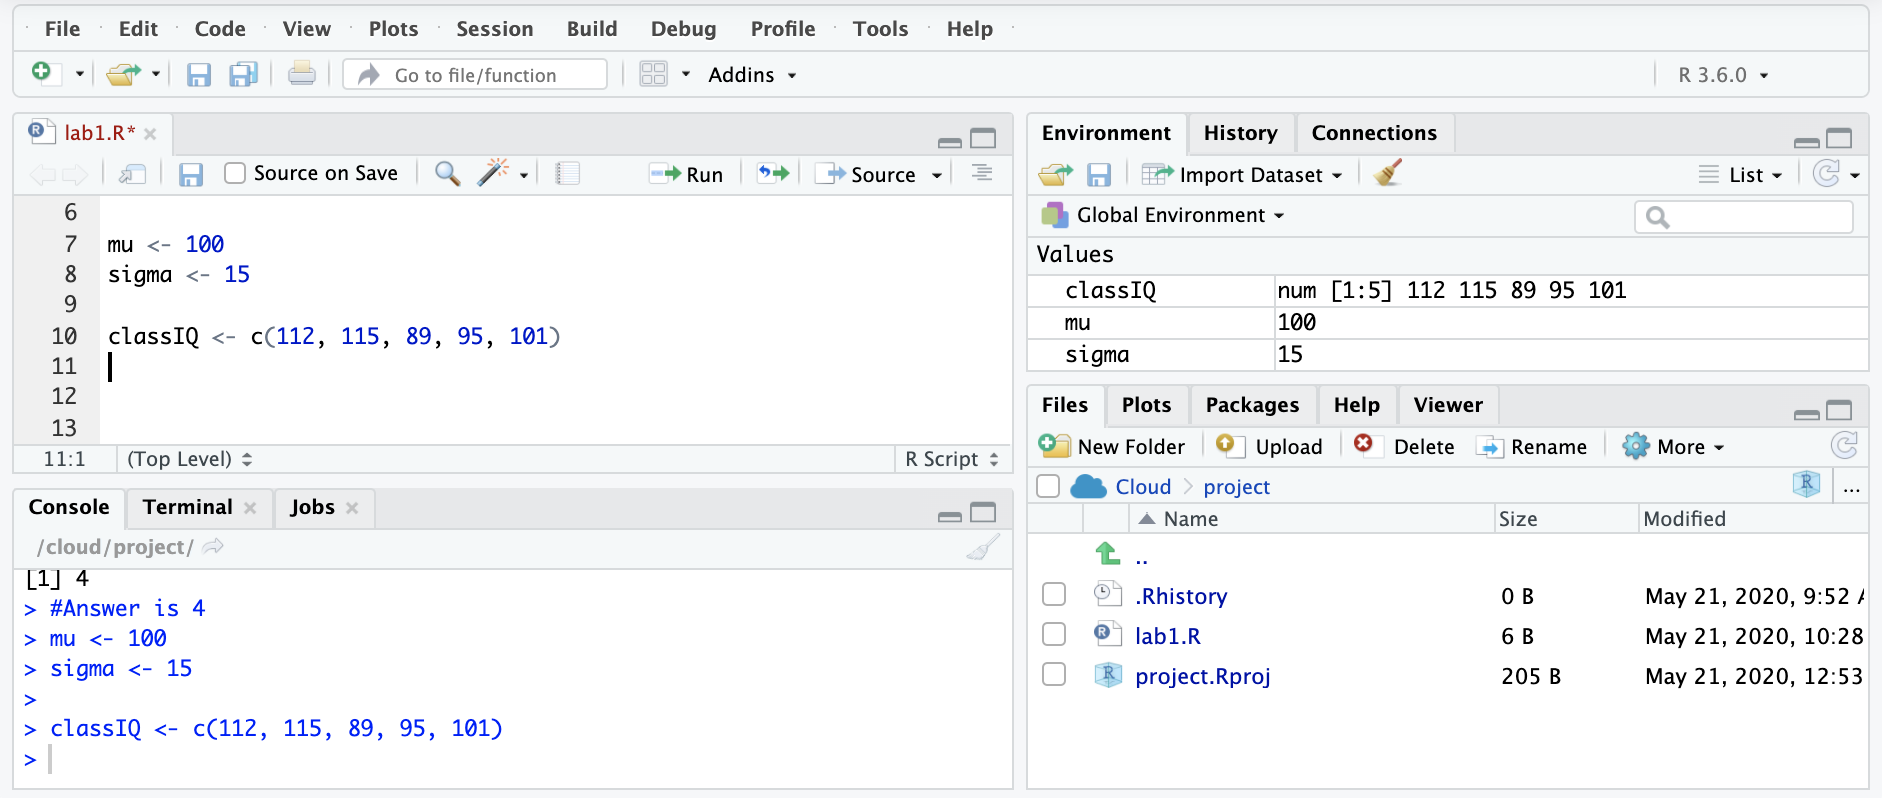 File Edit Code View Plots Session Build Debug Profile Tools Help
Go to file/function Addins R 3.6.0
lab1.R*
Source on Save Run Source
6
7 mu <- 100
8 sigma <- 15
9
10 classIQ <- c(112, 115, 89, 95, 101)
11
12
13
11:1 (Top Level) R Script
Console Terminal Jobs
/cloud/project/
[1] 4
> #Answer is 4
> mu <- 100
> sigma <- 15
>
> classIQ <- c(112, 115, 89, 95, 101)
>
Environment History Connections
Import Dataset List
Global Environment
Values
classIQ num [1:5] 112 115 89 95 101
mu 100
sigma 15
Files Plots Packages Help Viewer
New Folder Upload Delete Rename More
Cloud project R ...
Name Size Modified
..
.Rhistory 0 B May 21, 2020, 9:52 A
lab1.R 6 B May 21, 2020, 10:28
project.Rproj 205 B May 21, 2020, 12:53